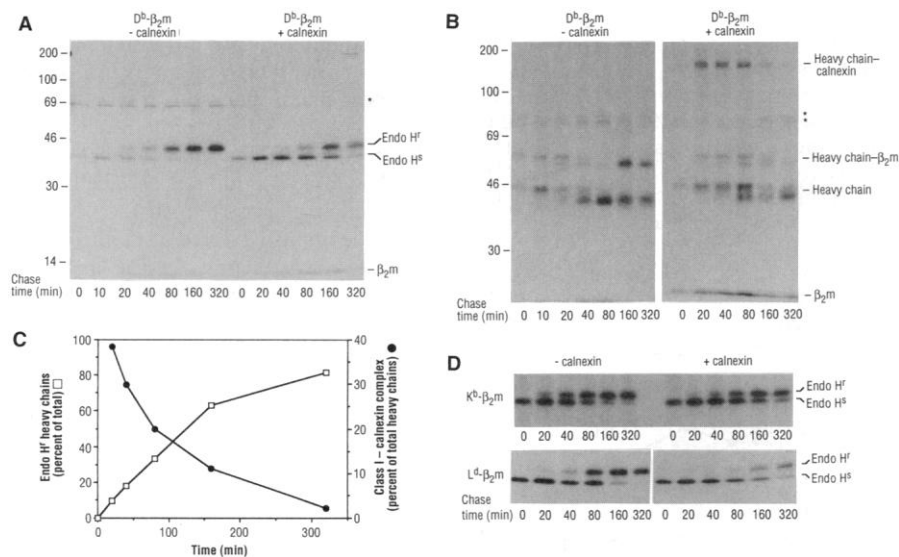 A
Dᵇ-β₂m
- calnexin
Dᵇ-β₂m
+ calnexin
200
100
69
46
30
14
*
Endo Hʳ
Endo Hˢ
β₂m
Chase
time (min)
0 10 20 40 80 160 320 0 20 40 80 160 320
B
Dᵇ-β₂m
- calnexin
Dᵇ-β₂m
+ calnexin
200
100
69
46
30
Heavy chain–
calnexin
*
*
Heavy chain–β₂m
Heavy chain
β₂m
Chase
time (min)
0 10 20 40 80 160 320 0 20 40 80 160 320
C
Endo Hʳ heavy chains □
(percent of total)
100
80
60
40
20
0
40
30
20
10
0
Class I – calnexin complex ●
(percent of total heavy chains)
0 100 200 300
Time (min)
D
- calnexin
+ calnexin
Kᵇ-β₂m
Endo Hʳ
Endo Hˢ
0 20 40 80 160 320 0 20 40 80 160 320
Lᵈ-β₂m
Endo Hʳ
Endo Hˢ
Chase
time (min)
0 20 40 80 160 320 0 20 40 80 160 320